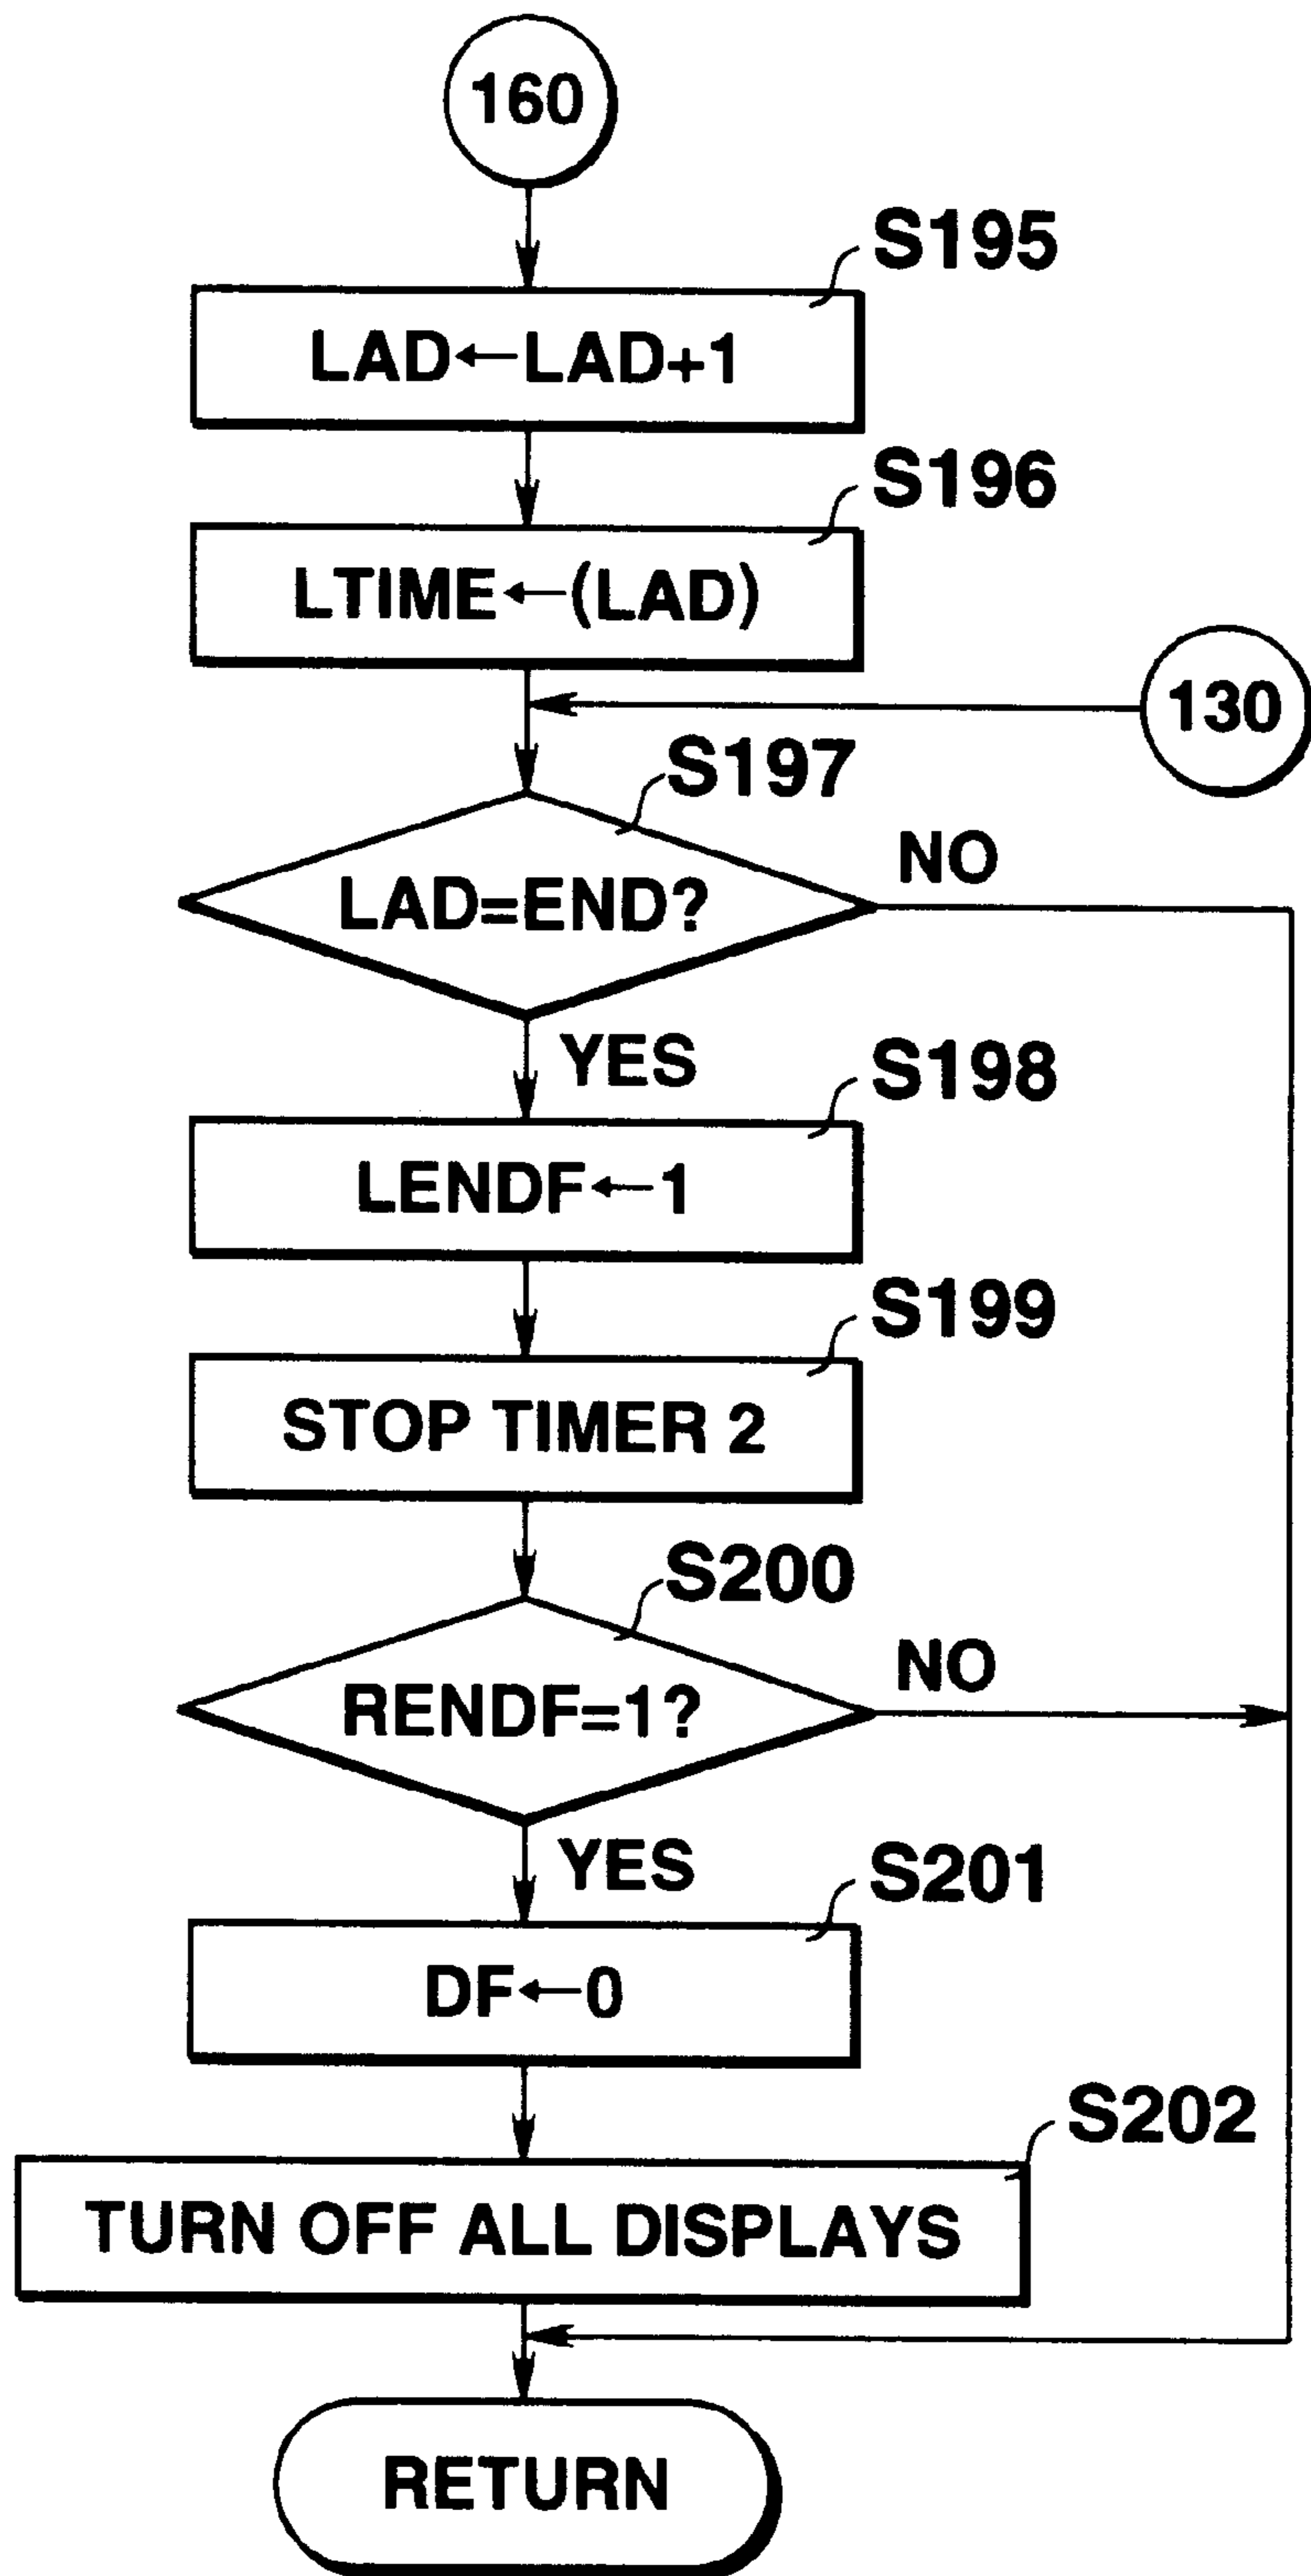 160
S195
LAD←LAD+1
S196
LTIME←(LAD)
130
S197
LAD=END?
NO
YES
S198
LENDF←1
S199
STOP TIMER 2
S200
RENDF=1?
NO
YES
S201
DF←0
S202
TURN OFF ALL DISPLAYS
RETURN